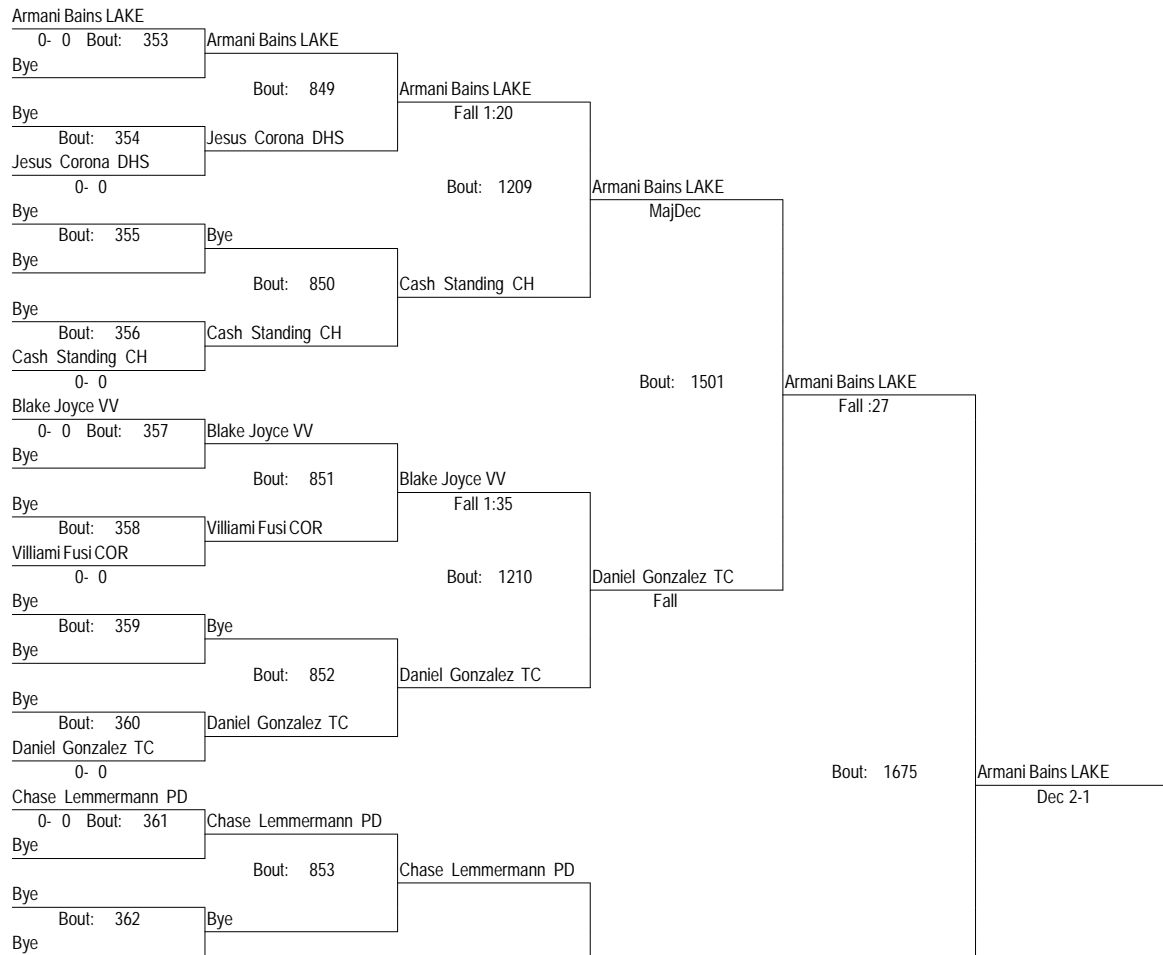 Armani Bains LAKE
0- 0 Bout: 353 Armani Bains LAKE
Bye
Bout: 849 Armani Bains LAKE
Bye Fall 1:20
Bout: 354 Jesus Corona DHS
Jesus Corona DHS
0- 0 Bout: 1209 Armani Bains LAKE
Bye MajDec
Bout: 355 Bye
Bye
Bout: 850 Cash Standing CH
Bye
Bout: 356 Cash Standing CH
Cash Standing CH
0- 0 Bout: 1501 Armani Bains LAKE
Blake Joyce VV Fall :27
0- 0 Bout: 357 Blake Joyce VV
Bye
Bout: 851 Blake Joyce VV
Bye Fall 1:35
Bout: 358 Villiami Fusi COR
Villiami Fusi COR
0- 0 Bout: 1210 Daniel Gonzalez TC
Bye Fall
Bout: 359 Bye
Bye
Bout: 852 Daniel Gonzalez TC
Bye
Bout: 360 Daniel Gonzalez TC
Daniel Gonzalez TC
0- 0 Bout: 1675 Armani Bains LAKE
Chase Lemmermann PD Dec 2-1
0- 0 Bout: 361 Chase Lemmermann PD
Bye
Bout: 853 Chase Lemmermann PD
Bye
Bout: 362 Bye
Bye